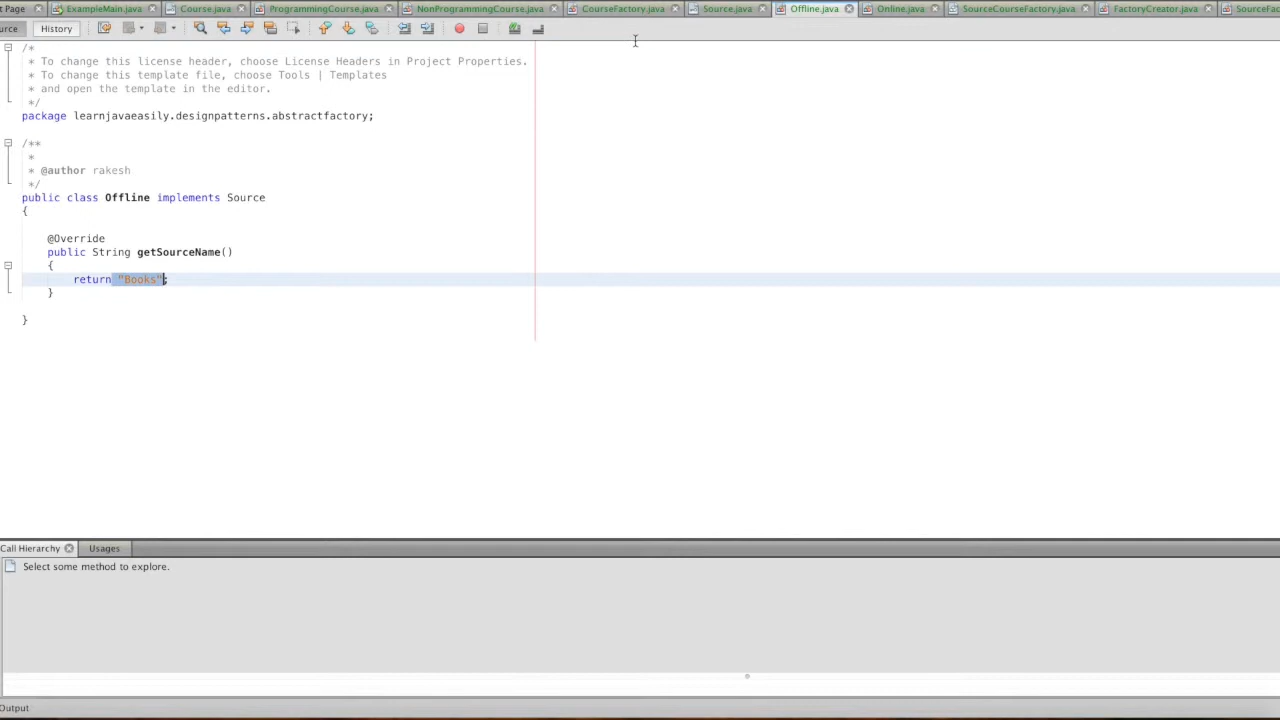 t Page ExampleMain.java Course.java ProgrammingCourse.java NonProgrammingCourse.java CourseFactory.java Source.java Offline.java Online.java SourceCourseFactory.java FactoryCreator.java SourceFac
urce History
/*
* To change this license header, choose License Headers in Project Properties.
* To change this template file, choose Tools | Templates
* and open the template in the editor.
*/
package learnjavaeasily.designpatterns.abstractfactory;
/**
*
* @author rakesh
*/
public class Offline implements Source
{
@Override
public String getSourceName()
{
return "Books";
}
}
Call Hierarchy Usages
Select some method to explore.
Output